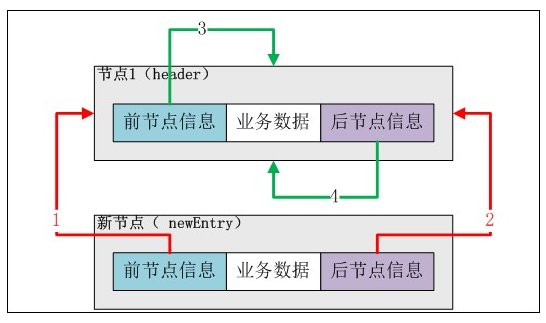 3
节点1（header）
前节点信息 业务数据 后节点信息
4
1
2
新节点（ newEntry）
前节点信息 业务数据 后节点信息